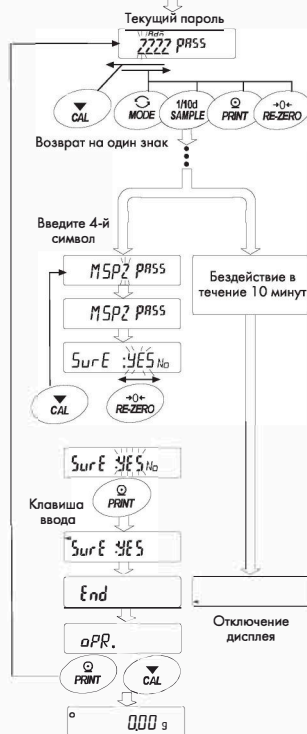 Текущий пароль
2222 PASS
CAL
MODE
1/10d
SAMPLE
PRINT
→0←
RE-ZERO
Возврат на один знак
Введите 4-й
символ
MSP2 PASS
MSP2 PASS
SurE :YES No
CAL
→0←
RE-ZERO
Бездействие в
течение 10 минут
SurE :YES No
PRINT
Клавиша
ввода
SurE :YES
End
oPR.
Отключение
дисплея
PRINT
CAL
0.00 g